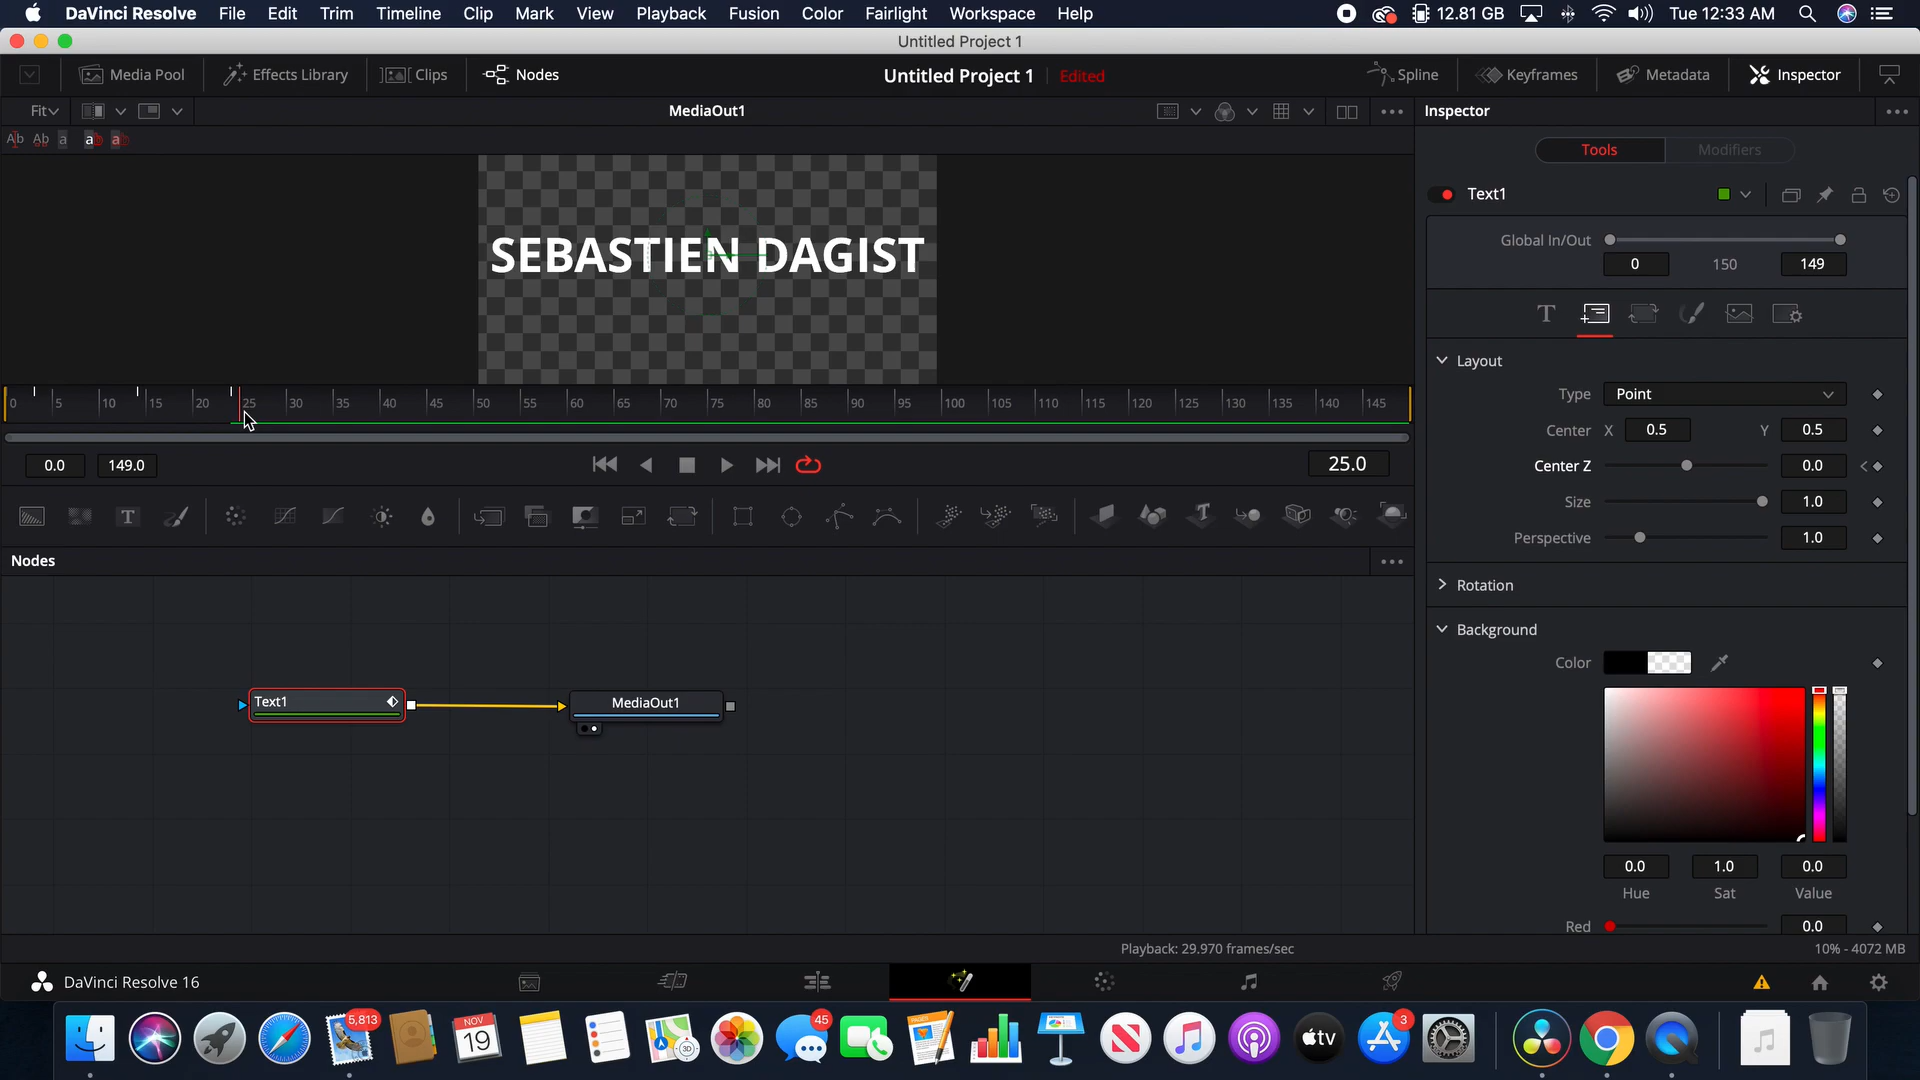 DaVinci Resolve File Edit Trim Timeline Clip Mark View Playback Fusion Color Fairlight Workspace Help 12.81 GB Tue 12:33 AM
Untitled Project 1
Media Pool Effects Library Clips Nodes Untitled Project 1 Edited Spline Keyframes Metadata Inspector
Fit MediaOut1 Inspector
Ab Ab a a a
Tools Modifiers
Text1
Global In/Out
0 150 149
SEBASTIEN DAGIST
T
Layout
Type Point
0 5 10 15 20 25 30 35 40 45 50 55 60 65 70 75 80 85 90 95 100 105 110 115 120 125 130 135 140 145
Center X 0.5 Y 0.5
0.0 149.0 25.0
Center Z 0.0
Size 1.0
Perspective 1.0
T T
Nodes
Rotation
Background
Color
Text1 MediaOut1
0.0 1.0 0.0
Hue Sat Value
Red 0.0
Playback: 29.970 frames/sec 10% - 4072 MB
DaVinci Resolve 16
5,813 NOV 19 PAGES 3D 45 tv 3